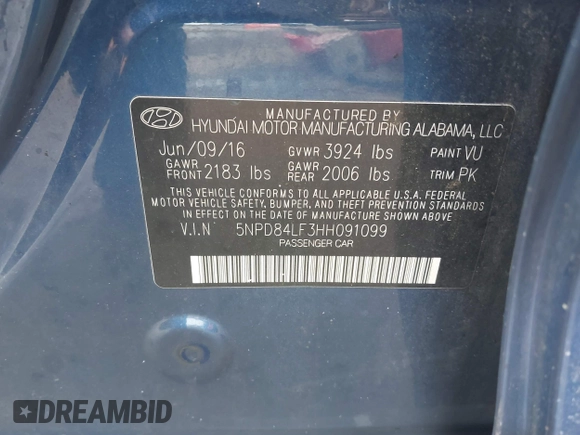 MANUFACTURED BY
HYUNDAI MOTOR MANUFACTURING ALABAMA, LLC
Jun/09/16 GVWR 3924 lbs PAINT VU
GAWR FRONT 2183 lbs GAWR REAR 2006 lbs TRIM PK
THIS VEHICLE CONFORMS TO ALL APPLICABLE U.S.A. FEDERAL
MOTOR VEHICLE SAFETY, BUMPER, AND THEFT PREVENTION STANDARDS
IN EFFECT ON THE DATE OF MANUFACTURE SHOWN ABOVE
V.I.N 5NPD84LF3HH091099
PASSENGER CAR
DREAMBID